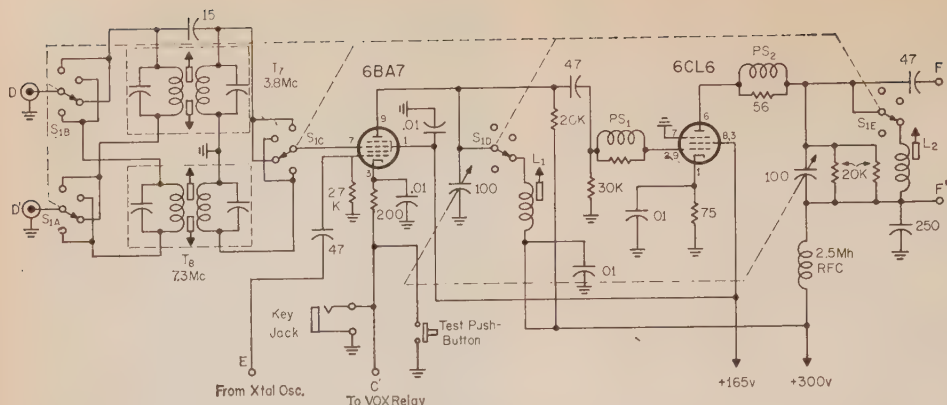 15
T7
3.8Mc
D
S1B
D'
S1A
T8
7.3Mc
S1C
6BA7
9
7
1
3
.01
27
K
47
200
.01
Key
Jack
Test Push-
Button
E
From Xtal Osc.
C'
To VOX Relay
100
S1D
L1
.01
47
20K
30K
PS1
6CL6
6
7
8,3
2,9
1
.01
75
PS2
56
100
20K
2.5Mh
RFC
S1E
47
F
L2
F'
250
+165v
+300v